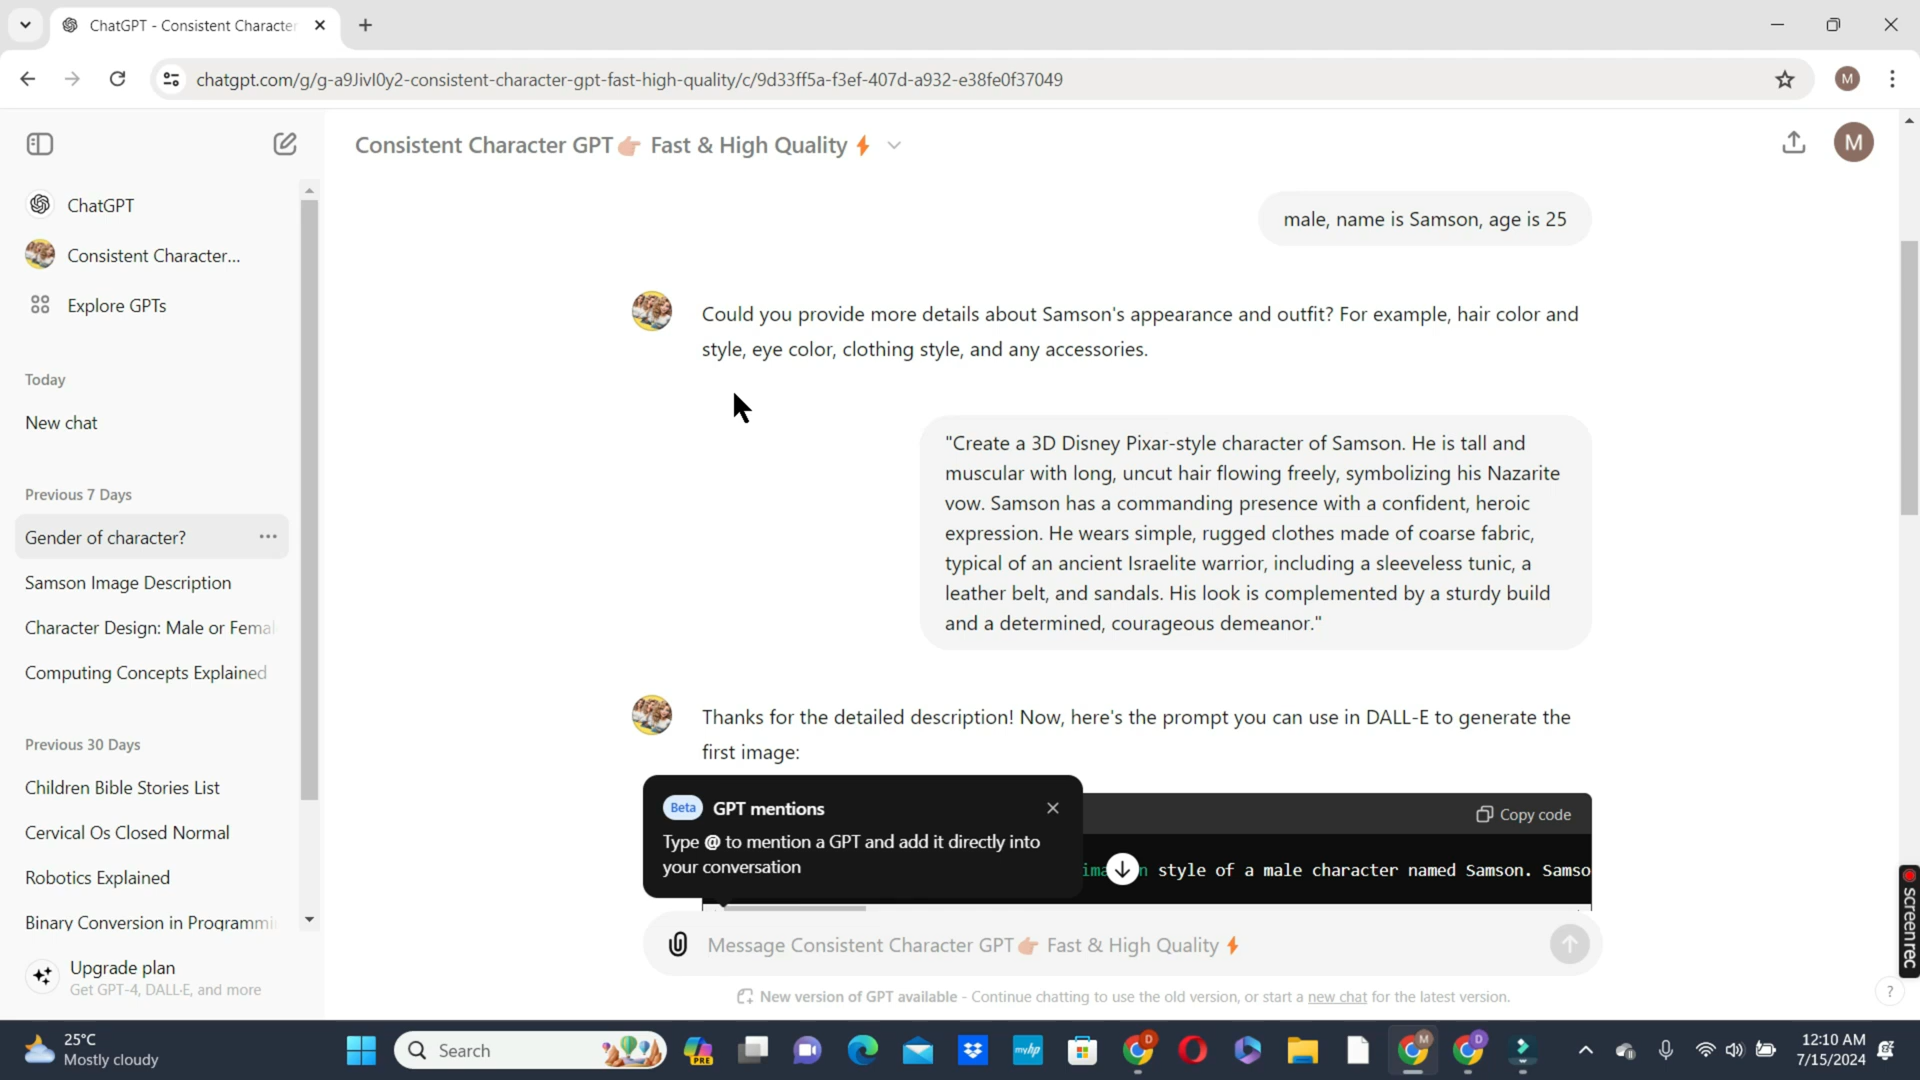 ChatGPT - Consistent Character
chatgpt.com/g/g-a9JivI0y2-consistent-character-gpt-fast-high-quality/c/9d33ff5a-f3ef-407d-a932-e38fe0f37049
M
Consistent Character GPT👉 Fast & High Quality⚡
M
ChatGPT
Consistent Character...
Explore GPTs
Today
New chat
Previous 7 Days
Gender of character?
Samson Image Description
Character Design: Male or Femal
Computing Concepts Explained
Previous 30 Days
Children Bible Stories List
Cervical Os Closed Normal
Robotics Explained
Binary Conversion in Programmi
Upgrade plan
Get GPT-4, DALL·E, and more
male, name is Samson, age is 25
Could you provide more details about Samson's appearance and outfit? For example, hair color and
style, eye color, clothing style, and any accessories.
"Create a 3D Disney Pixar-style character of Samson. He is tall and
muscular with long, uncut hair flowing freely, symbolizing his Nazarite
vow. Samson has a commanding presence with a confident, heroic
expression. He wears simple, rugged clothes made of coarse fabric,
typical of an ancient Israelite warrior, including a sleeveless tunic, a
leather belt, and sandals. His look is complemented by a sturdy build
and a determined, courageous demeanor."
Thanks for the detailed description! Now, here's the prompt you can use in DALL-E to generate the
first image:
Beta GPT mentions
Type @ to mention a GPT and add it directly into
your conversation
Copy code
style of a male character named Samson. Samso
Message Consistent Character GPT👉 Fast & High Quality⚡
New version of GPT available - Continue chatting to use the old version, or start a new chat for the latest version.
?
screenrec
25°C
Mostly cloudy
Search
PRE
myhp
D
M
D
12:10 AM
7/15/2024